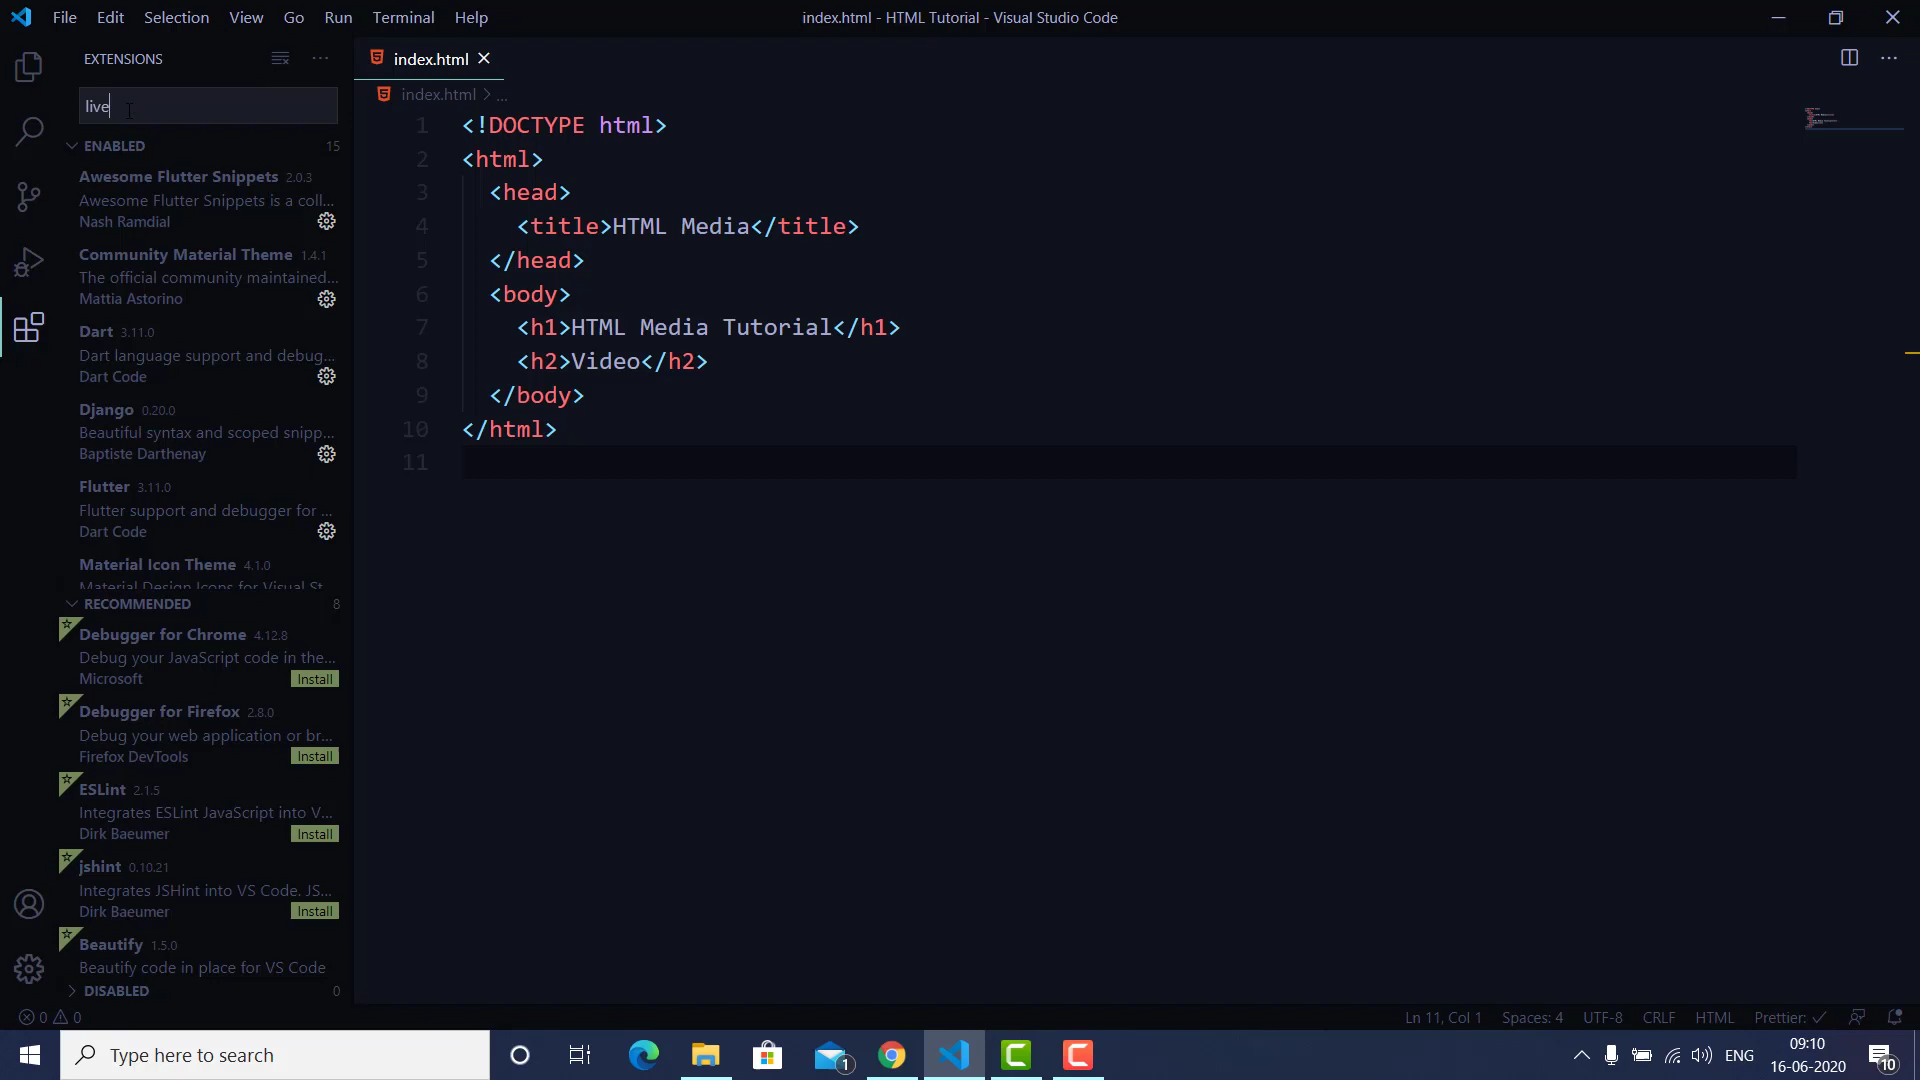 File Edit Selection View Go Run Terminal Help
index.html - HTML Tutorial - Visual Studio Code
EXTENSIONS
live
ENABLED 15
Awesome Flutter Snippets 2.0.3
Awesome Flutter Snippets is a coll...
Nash Ramdial
Community Material Theme 1.4.1
The official community maintained...
Mattia Astorino
Dart 3.11.0
Dart language support and debug...
Dart Code
Django 0.20.0
Beautiful syntax and scoped snipp...
Baptiste Darthenay
Flutter 3.11.0
Flutter support and debugger for ...
Dart Code
Material Icon Theme 4.1.0
Material Design Icons for Visual St
RECOMMENDED 8
Debugger for Chrome 4.12.8
Debug your JavaScript code in the...
Microsoft Install
Debugger for Firefox 2.8.0
Debug your web application or br...
Firefox DevTools Install
ESLint 2.1.5
Integrates ESLint JavaScript into V...
Dirk Baeumer Install
jshint 0.10.21
Integrates JSHint into VS Code. JS...
Dirk Baeumer Install
Beautify 1.5.0
Beautify code in place for VS Code
DISABLED 0
index.html
index.html > ...
1 <!DOCTYPE html>
2 <html>
3 <head>
4 <title>HTML Media</title>
5 </head>
6 <body>
7 <h1>HTML Media Tutorial</h1>
8 <h2>Video</h2>
9 </body>
10 </html>
11
0 0
Ln 11, Col 1 Spaces: 4 UTF-8 CRLF HTML Prettier: ✓
Type here to search
1
ENG
09:10
16-06-2020
10